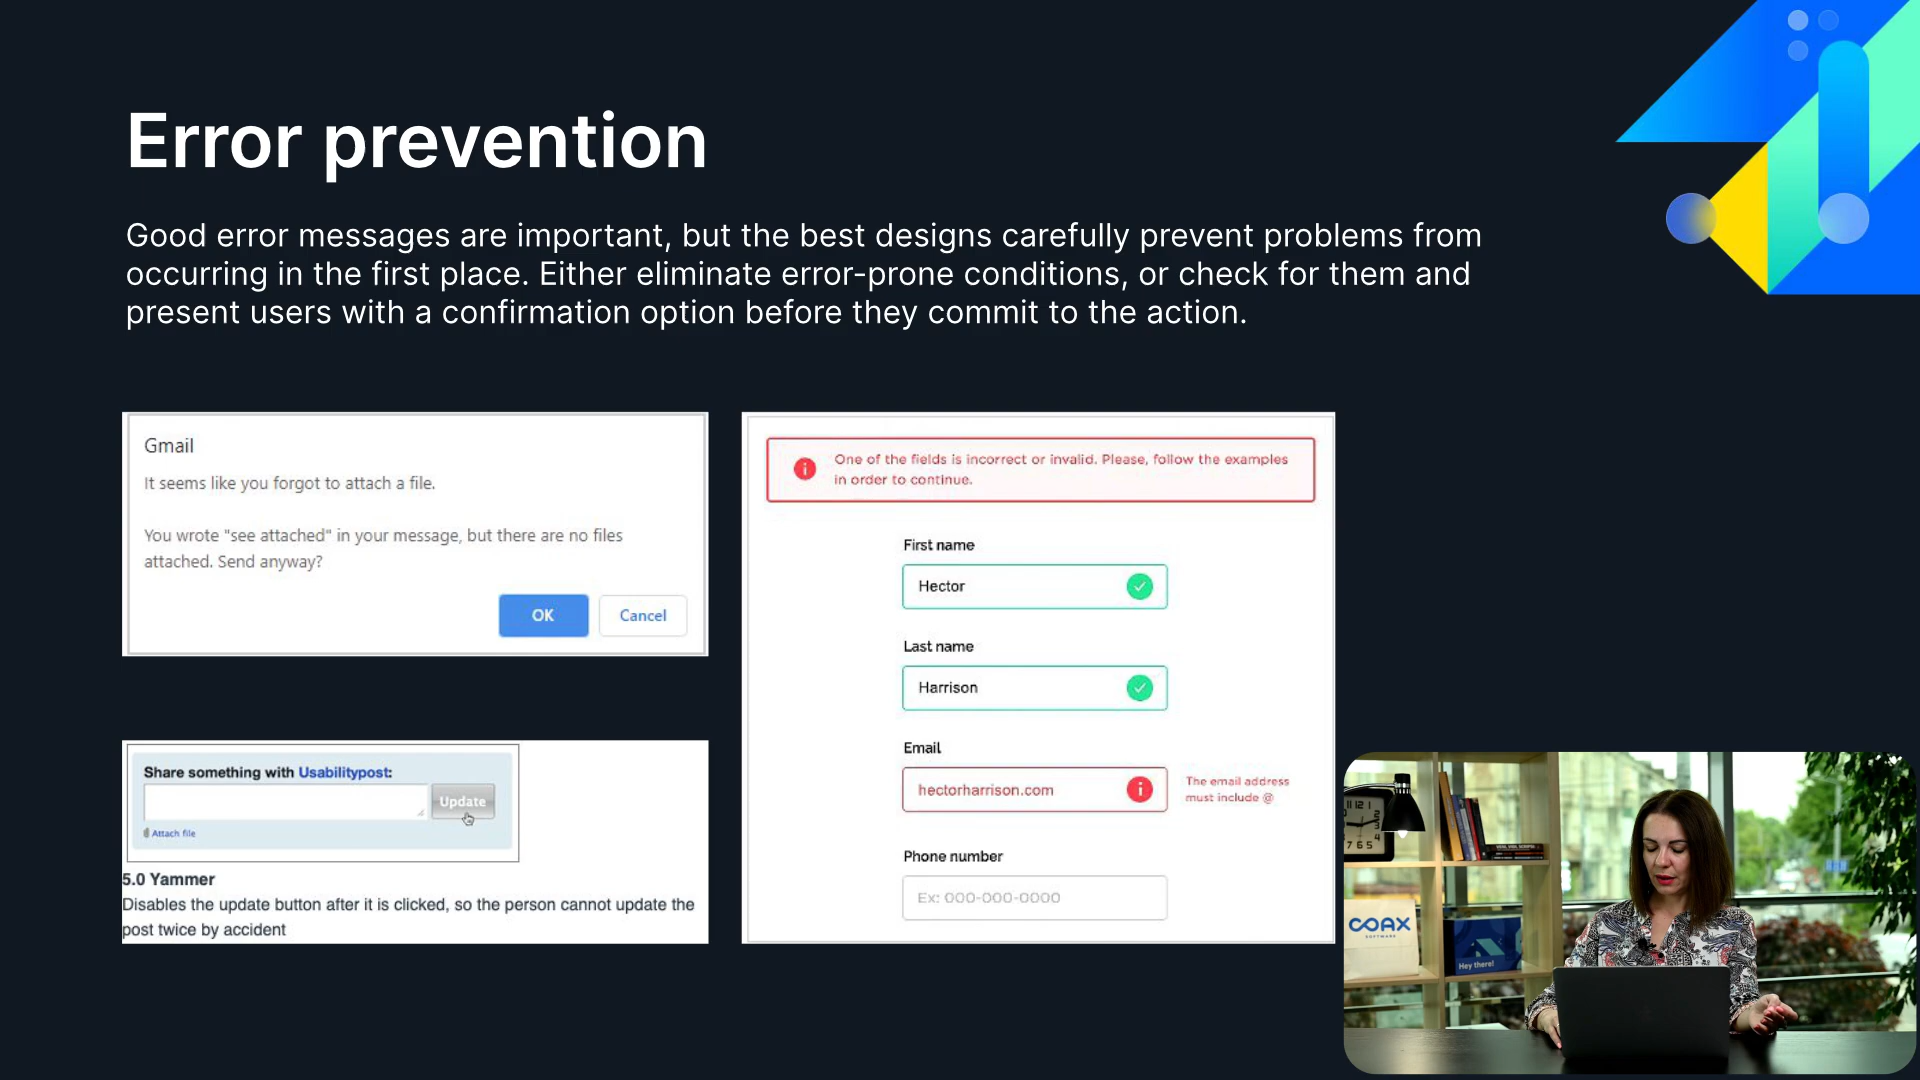 Error prevention
Good error messages are important, but the best designs carefully prevent problems from
occurring in the first place. Either eliminate error-prone conditions, or check for them and
present users with a confirmation option before they commit to the action.
Gmail
It seems like you forgot to attach a file.
You wrote "see attached" in your message, but there are no files
attached. Send anyway?
OK
Cancel
Share something with Usabilitypost:
Update
Attach file
5.0 Yammer
Disables the update button after it is clicked, so the person cannot update the
post twice by accident
One of the fields is incorrect or invalid. Please, follow the examples
in order to continue.
First name
Hector
Last name
Harrison
Email
hectorharrison.com
The email address
must include @
Phone number
Ex: 000-000-0000
COAX
SOFTWARE
Hey there!